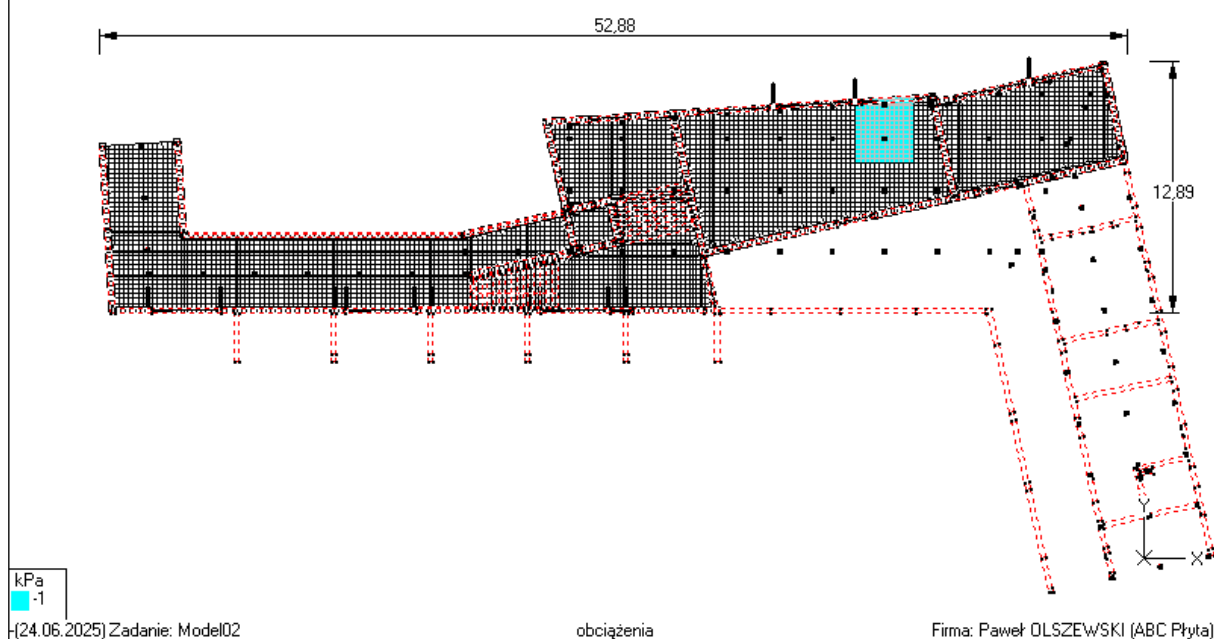 52,88
12,89
Y
X
kPa
-1
(24.06.2025) Zadanie: Model02 obciążenia Firma: Paweł OLSZEWSKI (ABC Płyta)